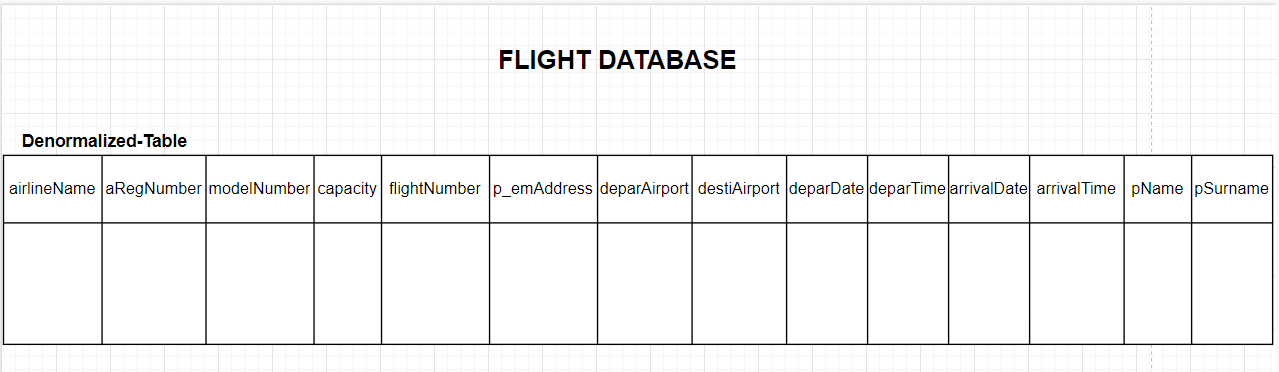 FLIGHT DATABASE
Denormalized-Table
airlineName aRegNumber modelNumber capacity flightNumber p_emAddress deparAirport destiAirport deparDate deparTime arrivalDate arrivalTime pName pSurname